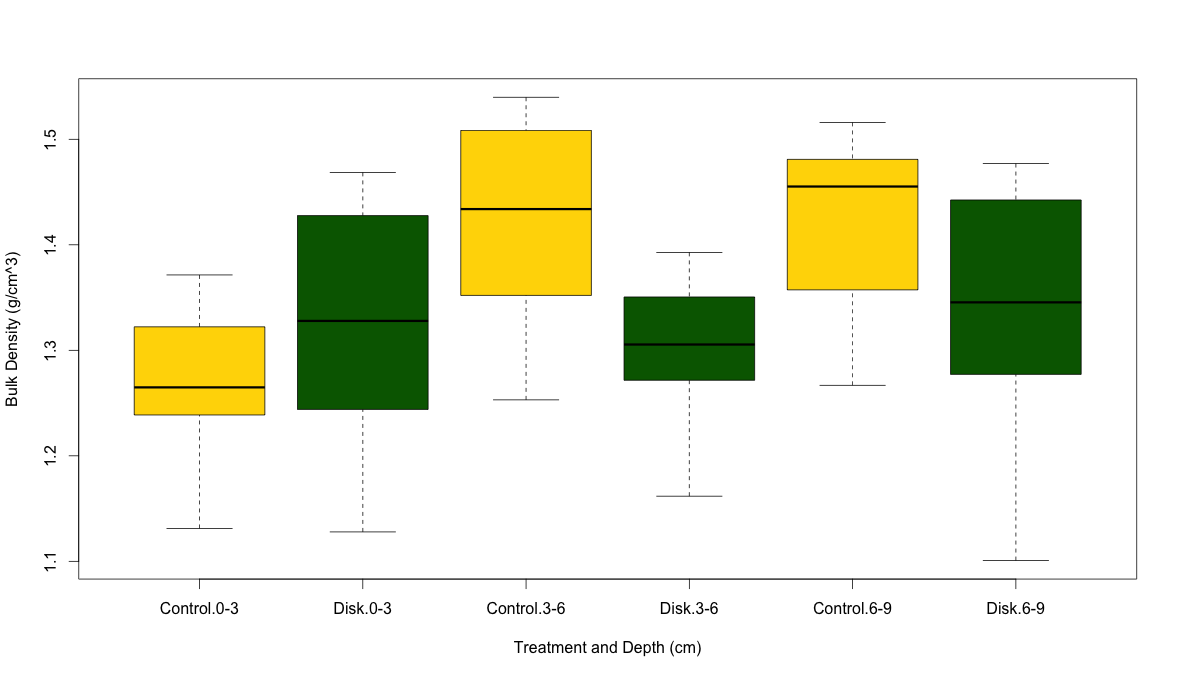 Bulk Density (g/cm^3)
1.5
1.4
1.3
1.2
1.1
Control.0-3 Disk.0-3 Control.3-6 Disk.3-6 Control.6-9 Disk.6-9
Treatment and Depth (cm)